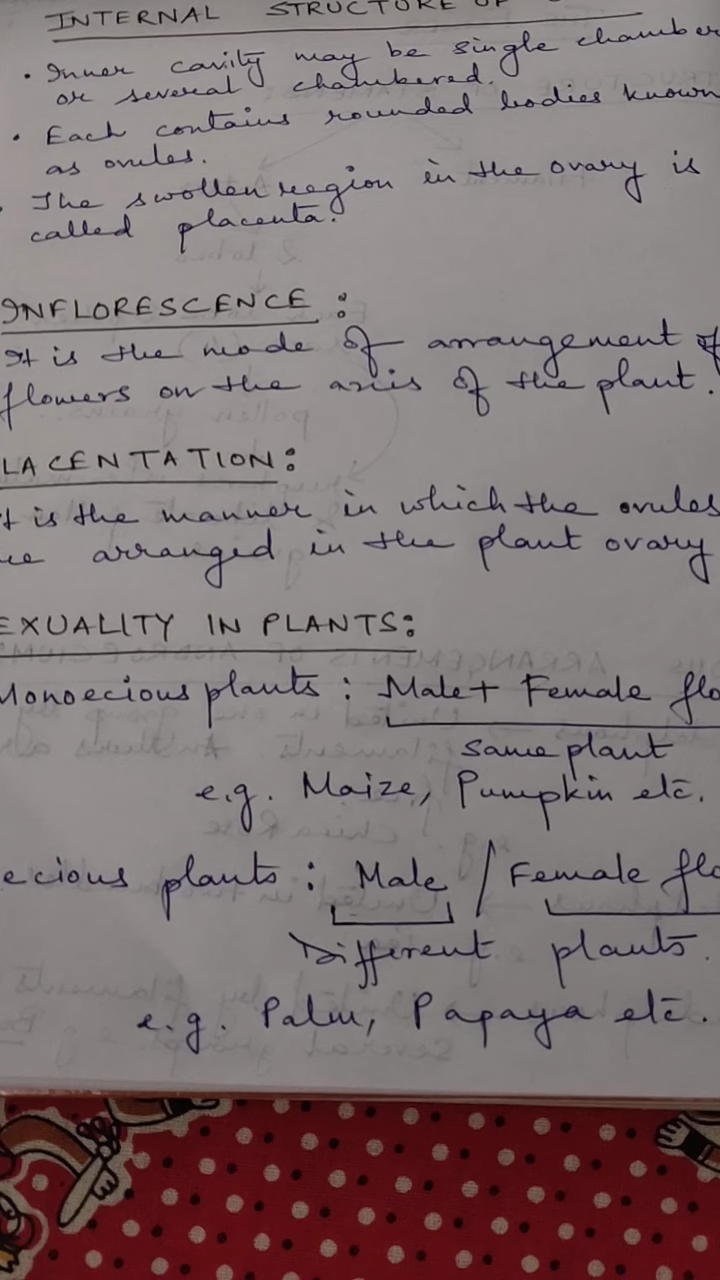 INTERNAL STRUCTURE OF
• Inner cavity may be single chamber
or several chambered.
• Each contains rounded bodies known
as ovules.
. The swollen region in the ovary is
called placenta.
INFLORESCENCE :
It is the mode of arrangement of
flowers on the axis of the plant.
LACENTATION:
t is the manner in which the ovules
re arranged in the plant ovary
EXUALITY IN PLANTS:
Monoecious plants : Male + Female flo
same plant
e.g. Maize, Pumpkin etc.
ecious plants : Male / Female flo
Different plants.
e.g. Palm, Papaya etc.